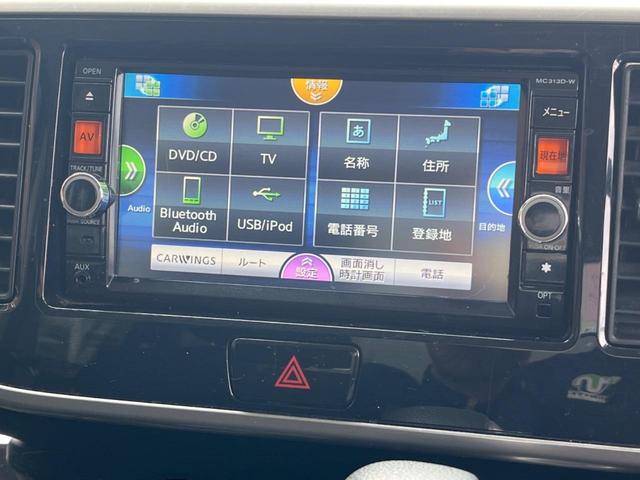 OPEN
MC313D-W
情報
AV
メニュー
現在地
TRACK/TUNE
音量
DVD/CD
TV
名称
住所
あ
LIST
Audio
Bluetooth
Audio
USB/iPod
電話番号
登録地
目的地
CARWINGS
ルート
設定
画面消し
時計画面
電話
AUX
OPT